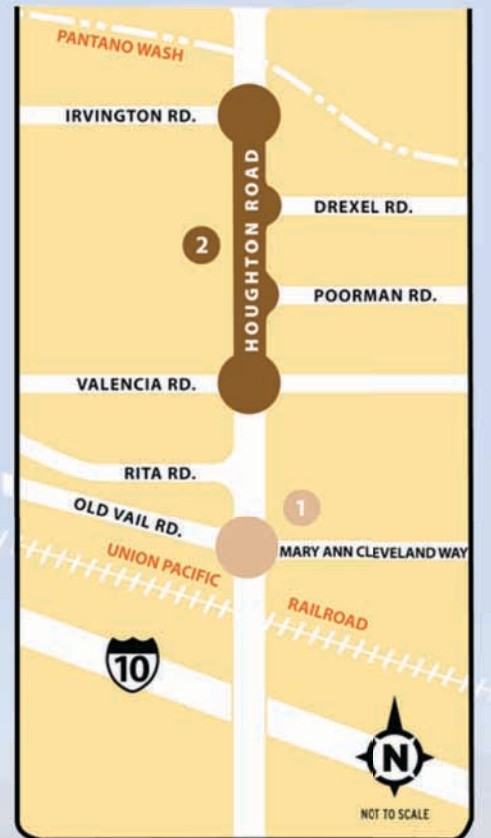 PANTANO WASH
IRVINGTON RD.
HOUGHTON ROAD
DREXEL RD.
2
POORMAN RD.
VALENCIA RD.
RITA RD.
1
OLD VAIL RD.
MARY ANN CLEVELAND WAY
UNION PACIFIC
RAILROAD
10
N
NOT TO SCALE